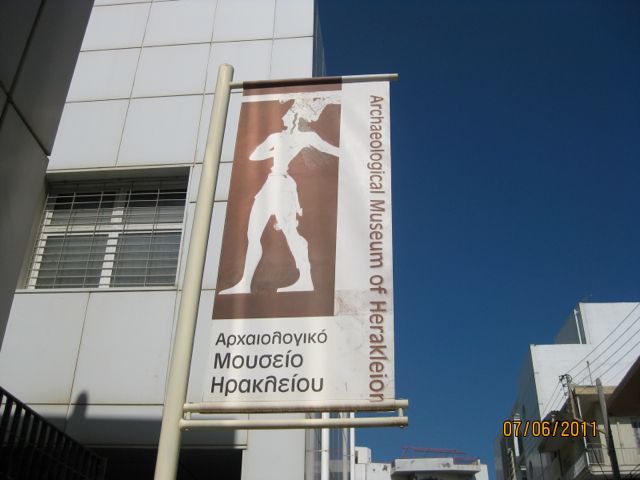 Archaeological Museum of Herakleion
Αρχαιολογικό
Μουσείο
Ηρακλείου
07/06/2011